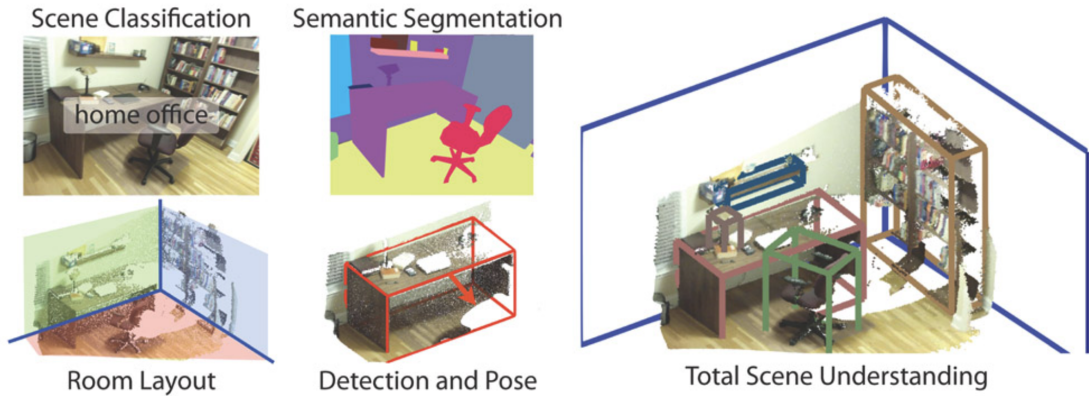 Scene Classification
Semantic Segmentation
home office
Room Layout
Detection and Pose
Total Scene Understanding